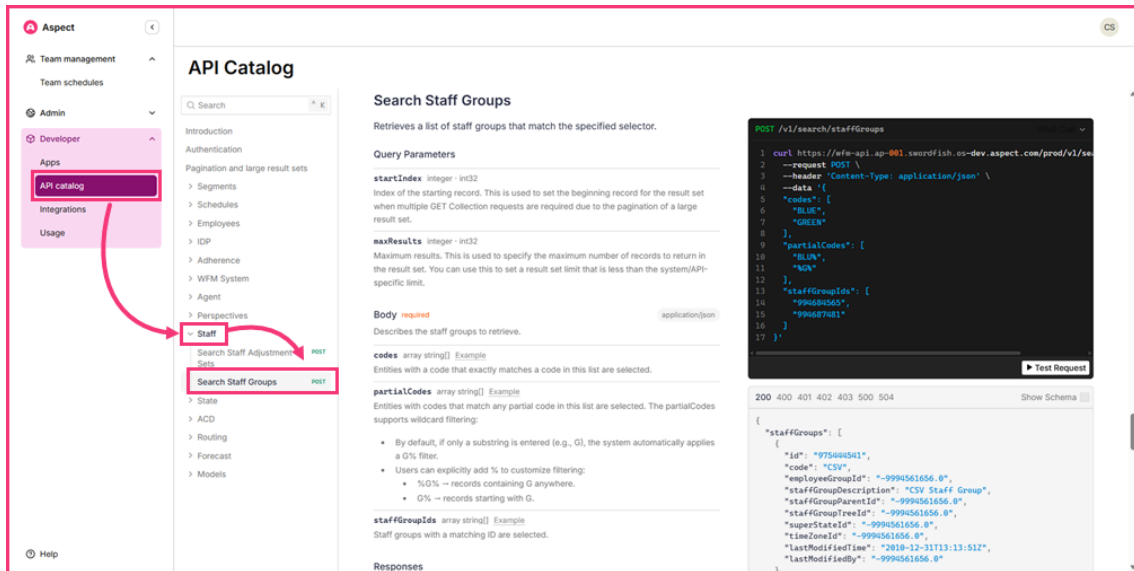 Aspect
CS
Team management
Team schedules
Admin
Developer
Apps
API catalog
Integrations
Usage
Help
API Catalog
Search
^ K
Introduction
Authentication
Pagination and large result sets
Segments
Schedules
Employees
IDP
Adherence
WFM System
Agent
Perspectives
Staff
Search Staff Adjustment Sets POST
Search Staff Groups POST
State
ACD
Routing
Forecast
Models
Search Staff Groups
Retrieves a list of staff groups that match the specified selector.
Query Parameters
startIndex integer · int32
Index of the starting record. This is used to set the beginning record for the result set
when multiple GET Collection requests are required due to the pagination of a large
result set.
maxResults integer · int32
Maximum results. This is used to specify the maximum number of records to return in
the result set. You can use this to set a result set limit that is less than the system/API-
specific limit.
Body required application/json
Describes the staff groups to retrieve.
codes array string[] Example
Entities with a code that exactly matches a code in this list are selected.
partialCodes array string[] Example
Entities with codes that match any partial code in this list are selected. The partialCodes
supports wildcard filtering:
• By default, if only a substring is entered (e.g., G), the system automatically applies
a G% filter.
• Users can explicitly add % to customize filtering:
• %G% → records containing G anywhere.
• G% → records starting with G.
staffGroupIds array string[] Example
Staff groups with a matching ID are selected.
Responses
POST /v1/search/staffGroups
1 curl https://wfm-api.ap-001.swordfish.os-dev.aspect.com/prod/v1/sea
2 --request POST \
3 --header 'Content-Type: application/json' \
4 --data '{
5 "codes": [
6 "BLUE",
7 "GREEN"
8 ],
9 "partialCodes": [
10 "BLU%",
11 "%G%"
12 ],
13 "staffGroupIds": [
14 "994684565",
15 "994687481"
16 ]
17 }'
Test Request
200 400 401 402 403 500 504 Show Schema
{
"staffGroups": [
{
"id": "975444541",
"code": "CSV",
"employeeGroupId": "-9994561656.0",
"staffGroupDescription": "CSV Staff Group",
"staffGroupParentId": "-9994561656.0",
"staffGroupTreeId": "-9994561656.0",
"superStateId": "-9994561656.0",
"timeZoneId": "-9994561656.0",
"lastModifiedTime": "2010-12-31T13:13:51Z",
"lastModifiedBy": "-9994561656.0"